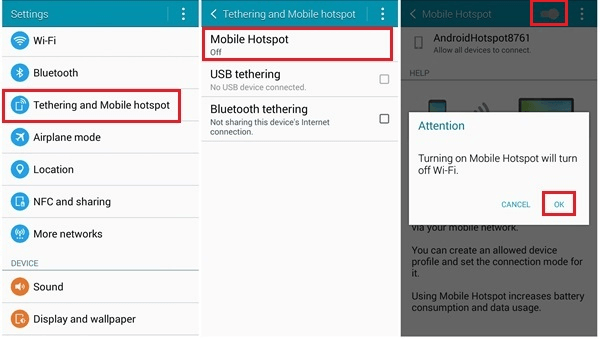 Settings
Wi-Fi
Bluetooth
Tethering and Mobile hotspot
Airplane mode
Location
NFC and sharing
More networks
DEVICE
Sound
Display and wallpaper
Tethering and Mobile hotspot
Mobile Hotspot
Off
USB tethering
No USB device connected.
Bluetooth tethering
Not sharing this device's Internet
connection.
Mobile Hotspot
AndroidHotspot8761
Allow all devices to connect.
HELP
Attention
Turning on Mobile Hotspot will turn
off Wi-Fi.
CANCEL
OK
via your mobile network.
You can create an allowed device
profile and set the connection mode for
it.
Using Mobile Hotspot increases battery
consumption and data usage.